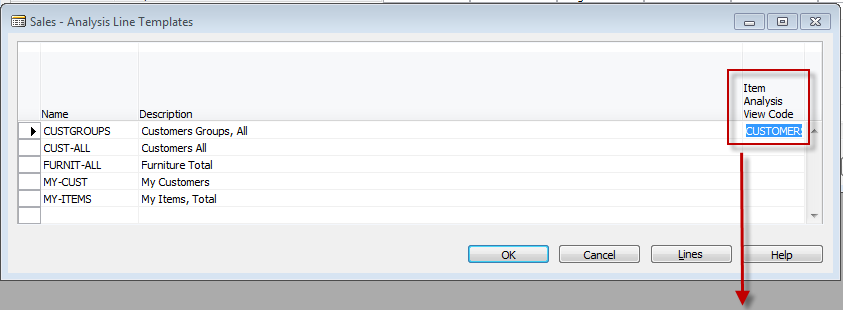 Sales - Analysis Line Templates
Item
Analysis
View Code
Name Description
CUSTGROUPS Customers Groups, All CUSTOMERS
CUST-ALL Customers All
FURNIT-ALL Furniture Total
MY-CUST My Customers
MY-ITEMS My Items, Total
OK Cancel Lines Help